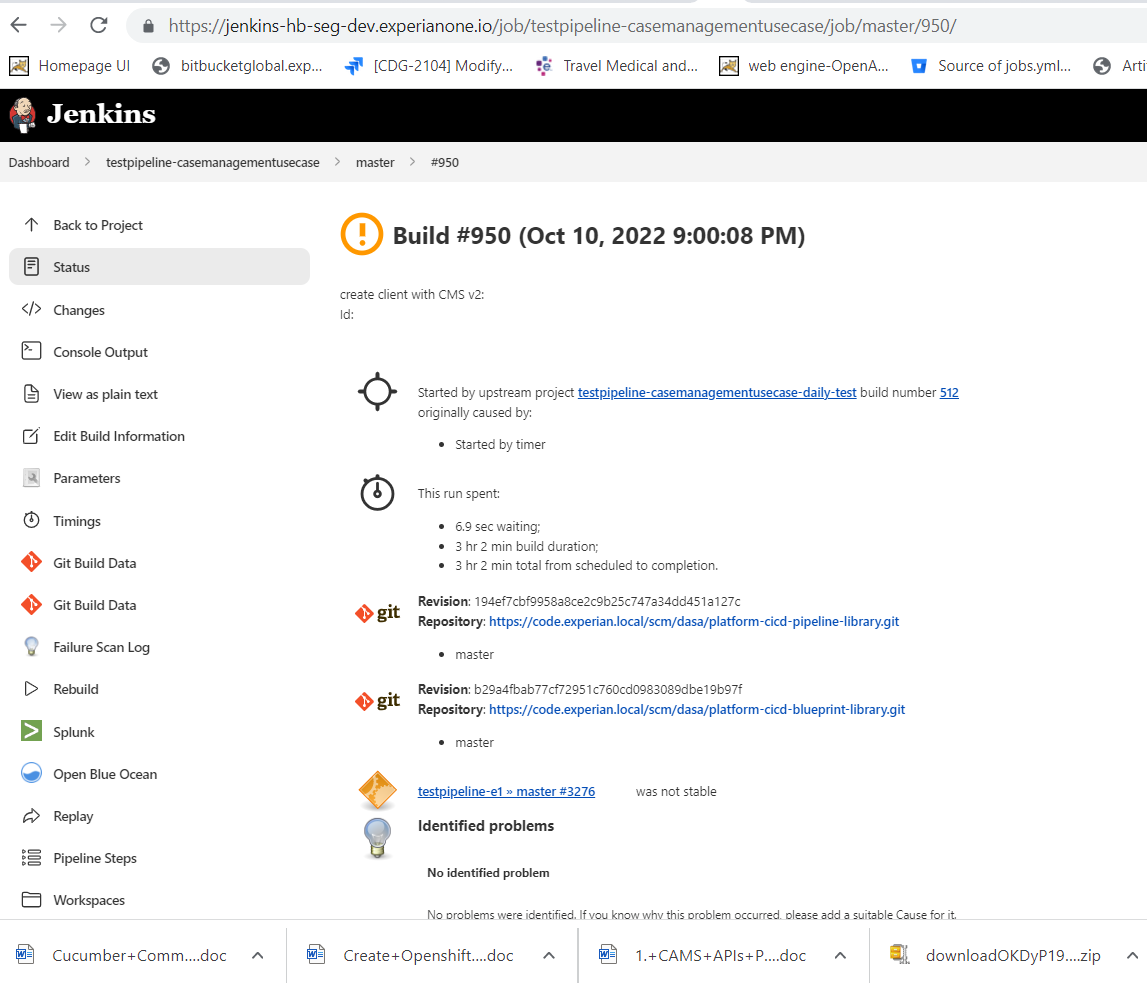 https://jenkins-hb-seg-dev.experianone.io/job/testpipeline-casemanagementusecase/job/master/950/
Homepage UI bitbucketglobal.exp... [CDG-2104] Modify... Travel Medical and... web engine-OpenA... Source of jobs.yml... Arti
Jenkins
Dashboard testpipeline-casemanagementusecase master #950
Back to Project
Build #950 (Oct 10, 2022 9:00:08 PM)
Status
create client with CMS v2:
Changes
Id:
Console Output
View as plain text
Started by upstream project testpipeline-casemanagementusecase-daily-test build number 512
originally caused by:
Edit Build Information
• Started by timer
Parameters
This run spent:
Timings
• 6.9 sec waiting;
• 3 hr 2 min build duration;
• 3 hr 2 min total from scheduled to completion.
Git Build Data
git Revision: 194ef7cbf9958a8ce2c9b25c747a34dd451a127c
Git Build Data
Repository: https://code.experian.local/scm/dasa/platform-cicd-pipeline-library.git
Failure Scan Log
• master
Rebuild
git Revision: b29a4fbab77cf72951c760cd0983089dbe19b97f
Repository: https://code.experian.local/scm/dasa/platform-cicd-blueprint-library.git
Splunk
• master
Open Blue Ocean
testpipeline-e1 » master #3276 was not stable
Replay
Identified problems
Pipeline Steps
No identified problem
Workspaces
No problems were identified. If you know why this problem occurred, please add a suitable Cause for it.
Cucumber+Comm....doc Create+Openshift....doc 1.+CAMS+APIs+P....doc downloadOKDyP19....zip